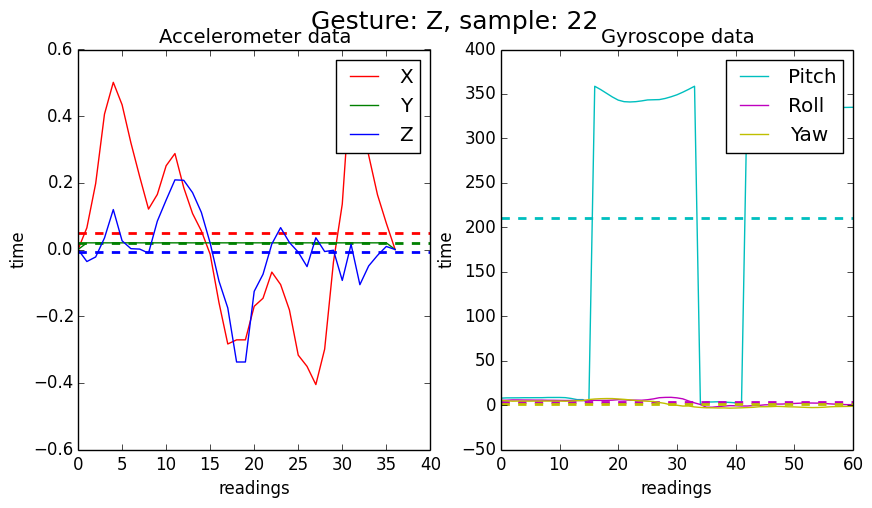 Gesture: Z, sample: 22
Accelerometer data
0.6
0.4
0.2
0.0
−0.2
−0.4
−0.6
time
0 5 10 15 20 25 30 35 40
readings
X
Y
Z
Gyroscope data
400
350
300
250
200
150
100
50
0
−50
time
0 10 20 30 40 50 60
readings
Pitch
Roll
Yaw